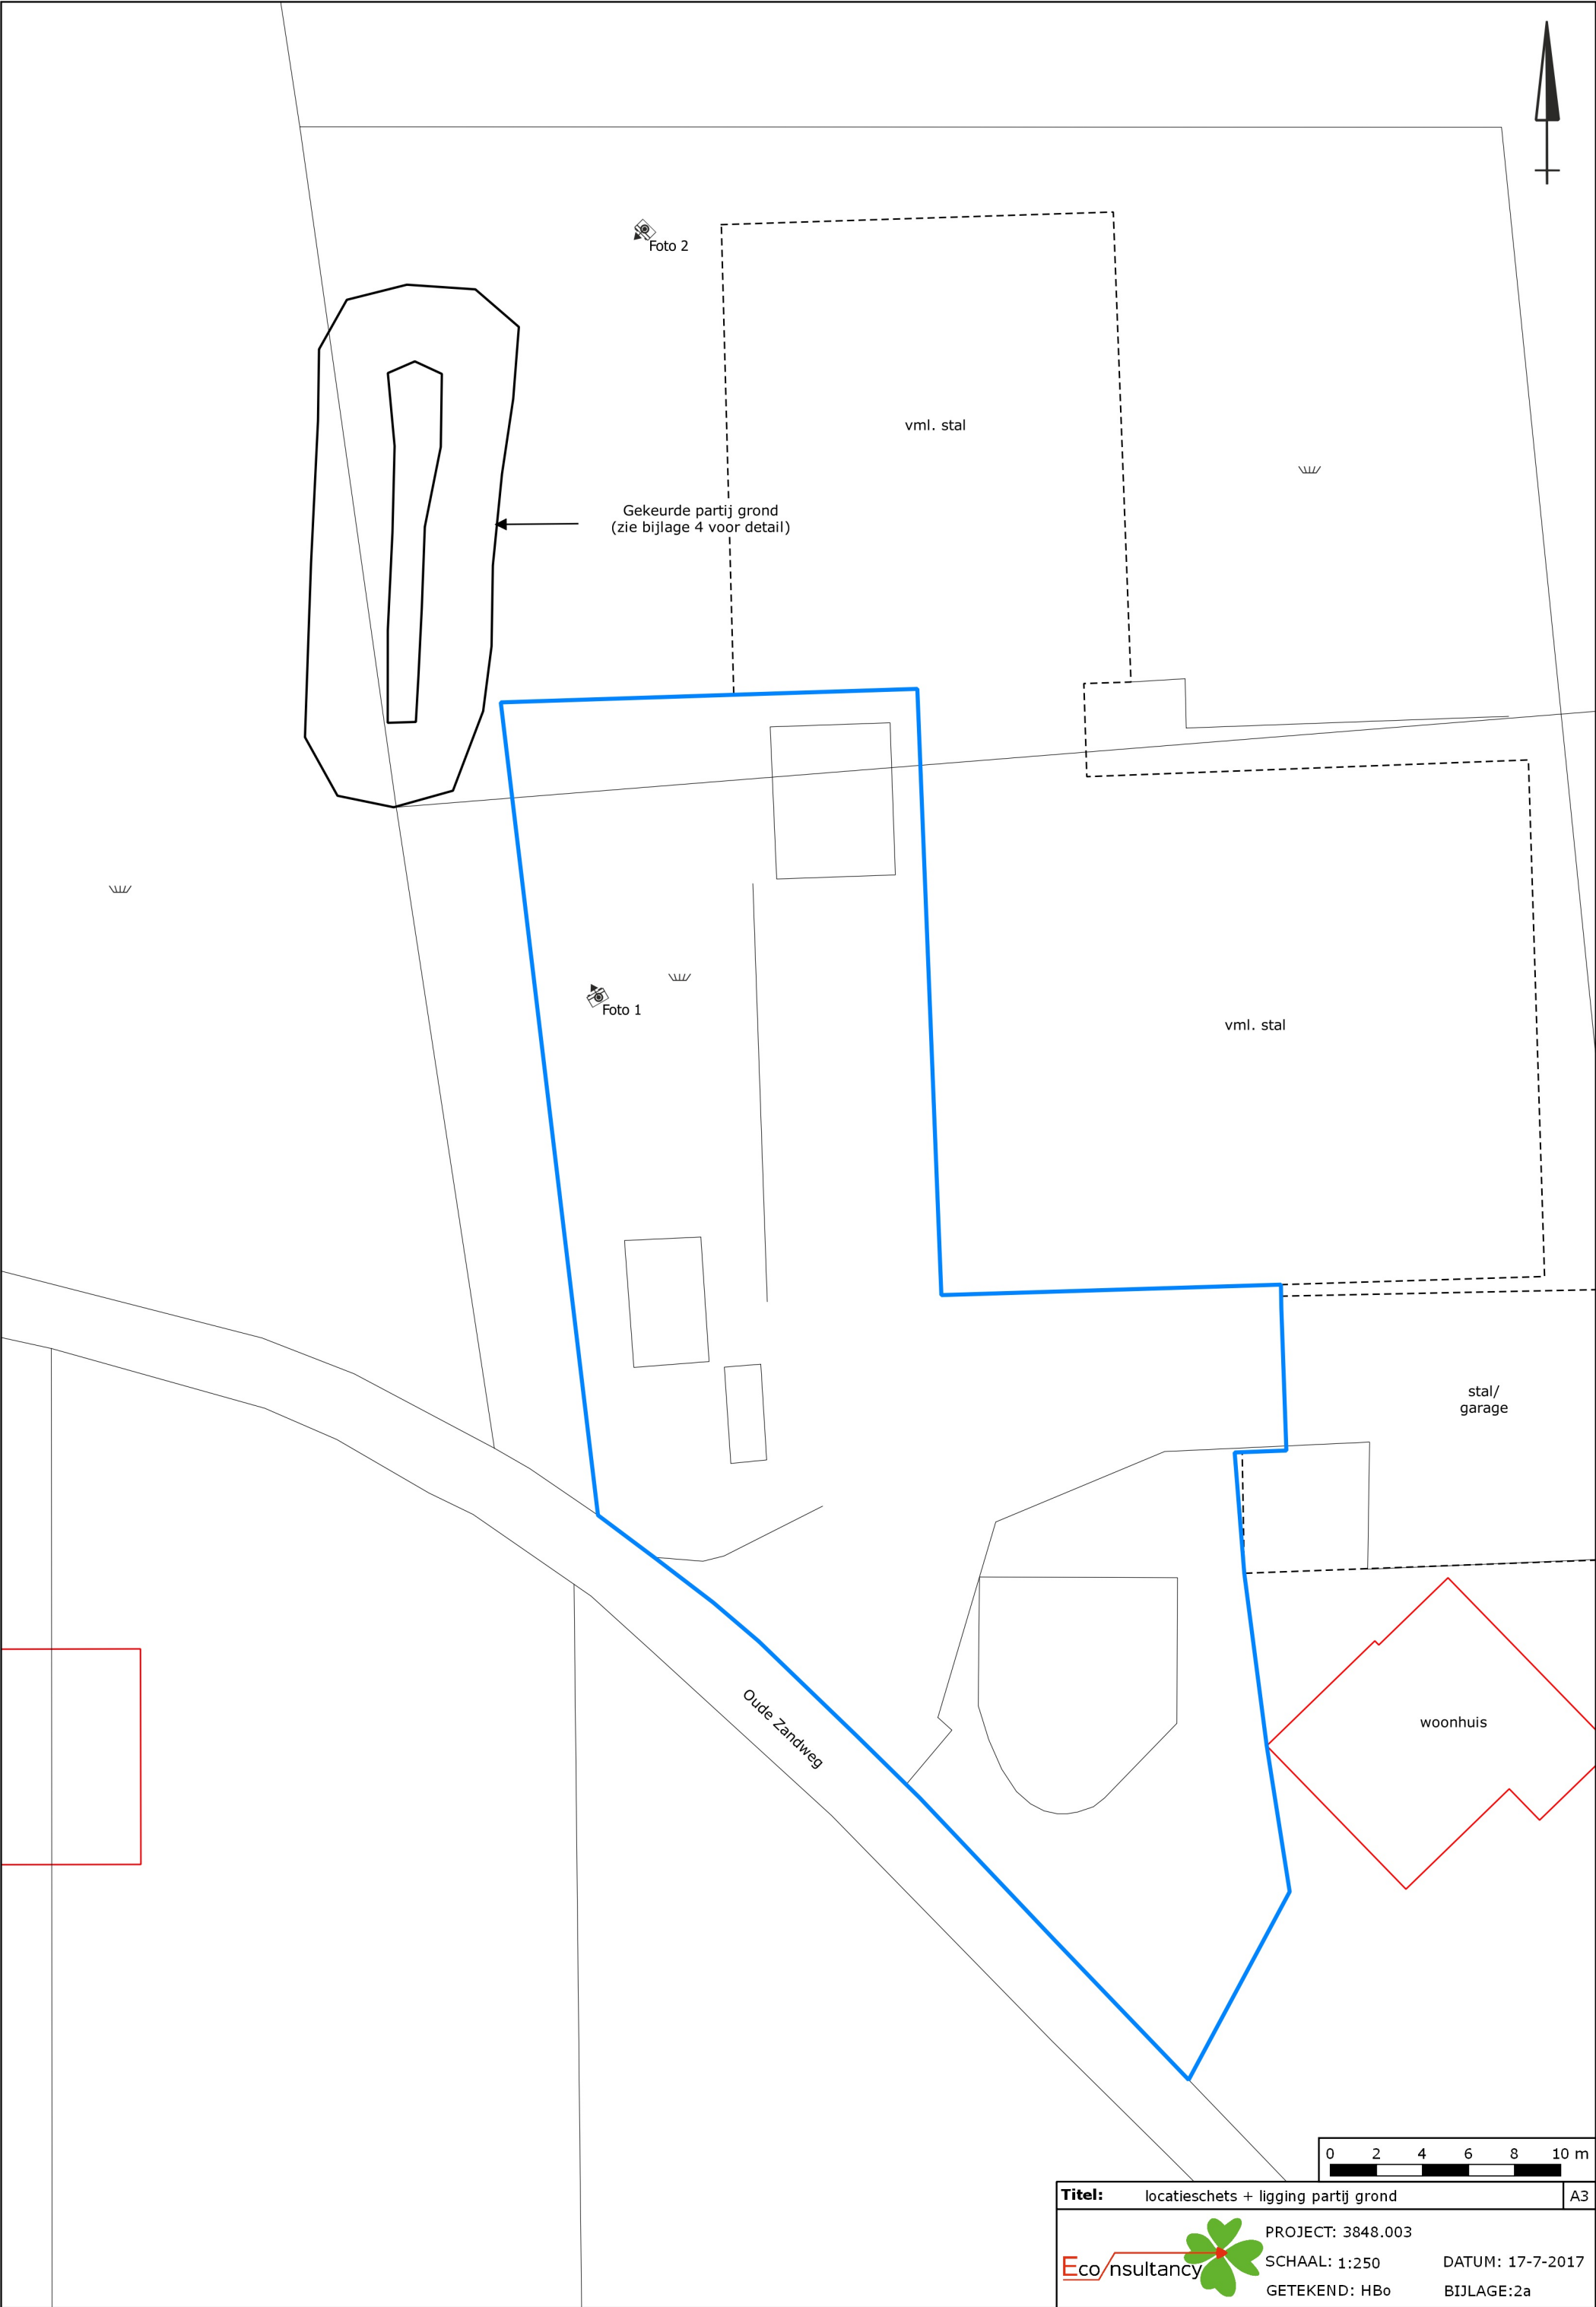 Foto 2
vml. stal
Gekeurde partij grond
(zie bijlage 4 voor detail)
Foto 1
vml. stal
stal/
garage
Oude Zandweg
woonhuis
0 2 4 6 8 10 m
Titel: locatieschets + ligging partij grond A3
Econsultancy
PROJECT: 3848.003
SCHAAL: 1:250 DATUM: 17-7-2017
GETEKEND: HBo BIJLAGE:2a